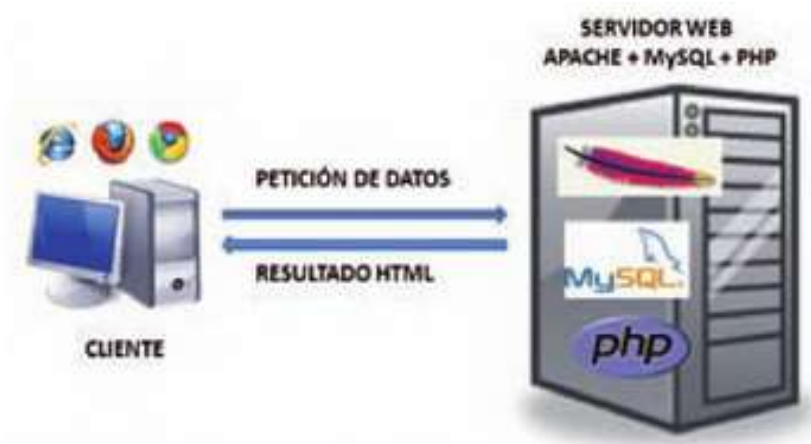 SERVIDOR WEB
APACHE + MySQL + PHP
PETICIÓN DE DATOS
RESULTADO HTML
CLIENTE
MySQL
php